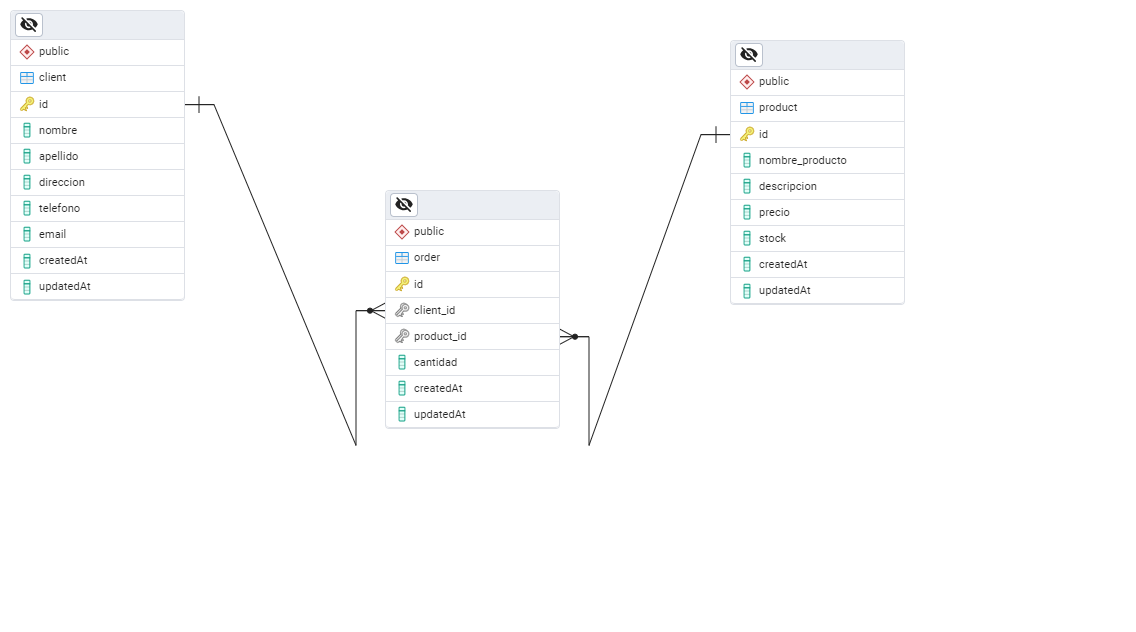 public
client
id
nombre
apellido
direccion
telefono
email
createdAt
updatedAt
public
order
id
client_id
product_id
cantidad
createdAt
updatedAt
public
product
id
nombre_producto
descripcion
precio
stock
createdAt
updatedAt